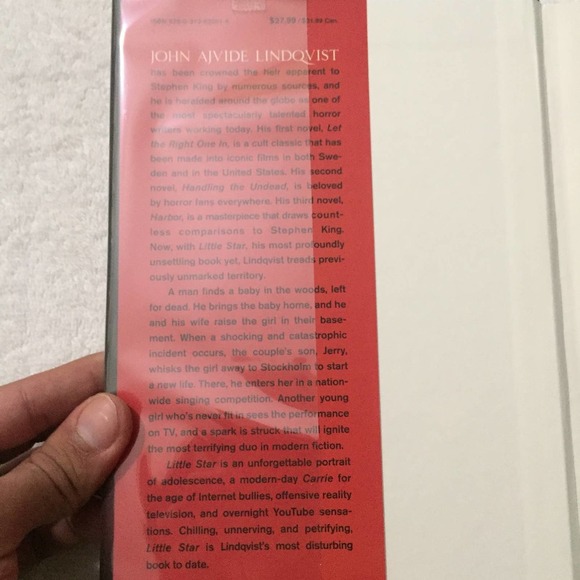 $27.99 / $31.99 Can.
JOHN AJVIDE LINDQVIST
has been crowned the heir apparent to
Stephen King by numerous sources, and
he is heralded around the globe as one of
the most spectacularly talented horror
writers working today. His first novel, Let
the Right One In, is a cult classic that has
been made into iconic films in both Swe-
den and in the United States. His second
novel, Handling the Undead, is beloved
by horror fans everywhere. His third novel,
Harbor, is a masterpiece that draws count-
less comparisons to Stephen King.
Now, with Little Star, his most profoundly
unsettling book yet, Lindqvist treads previ-
ously unmarked territory.
A man finds a baby in the woods, left
for dead. He brings the baby home, and he
and his wife raise the girl in their base-
ment. When a shocking and catastrophic
incident occurs, the couple's son, Jerry,
whisks the girl away to Stockholm to start
a new life. There, he enters her in a nation-
wide singing competition. Another young
girl who's never fit in sees the performance
on TV, and a spark is struck that will ignite
the most terrifying duo in modern fiction.
Little Star is an unforgettable portrait
of adolescence, a modern-day Carrie for
the age of Internet bullies, offensive reality
television, and overnight YouTube sensa-
tions. Chilling, unnerving, and petrifying,
Little Star is Lindqvist's most disturbing
book to date.